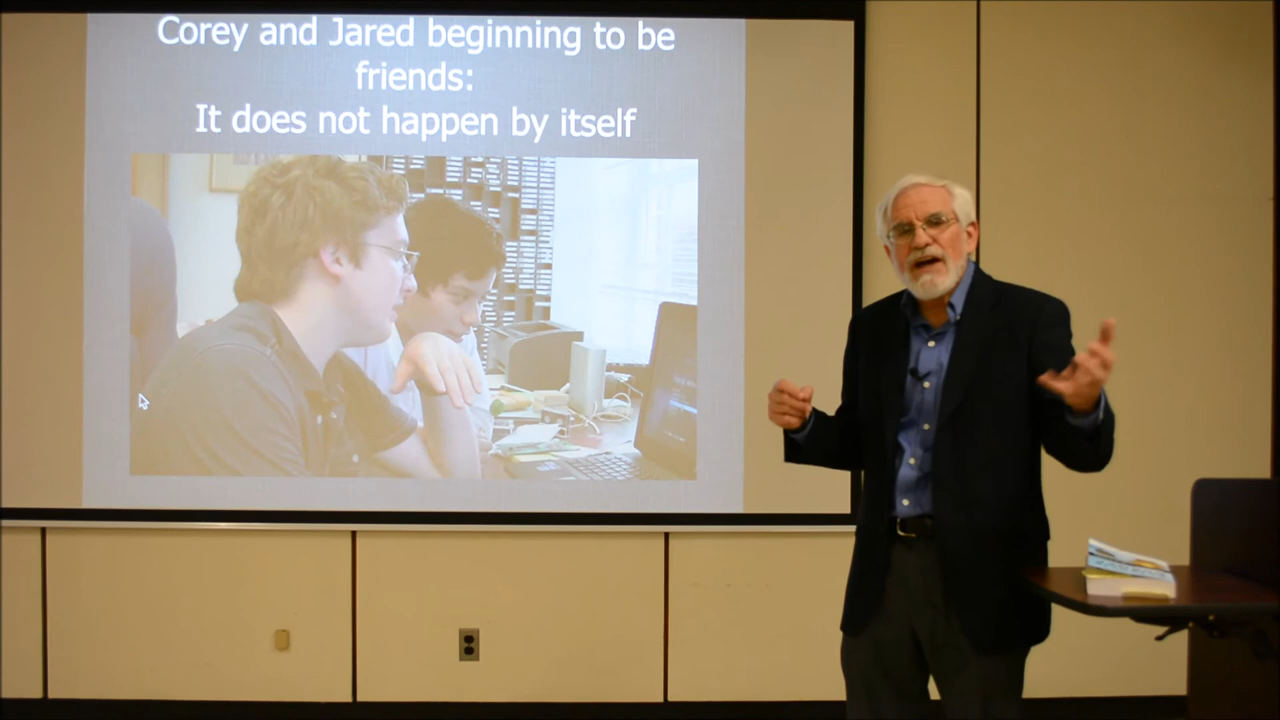 Corey and Jared beginning to be
friends:
It does not happen by itself